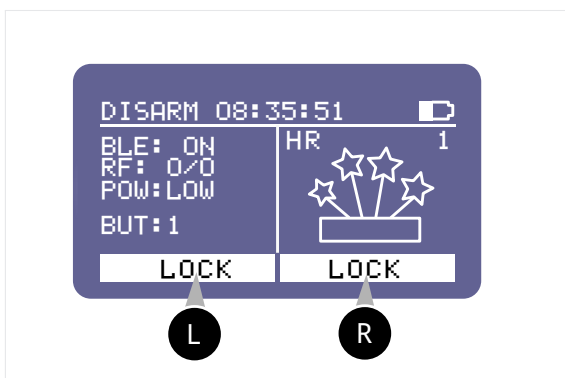 DISARM 08:35:51
BLE: ON
RF: 0/0
POW:LOW
BUT:1
HR 1
LOCK LOCK
L R